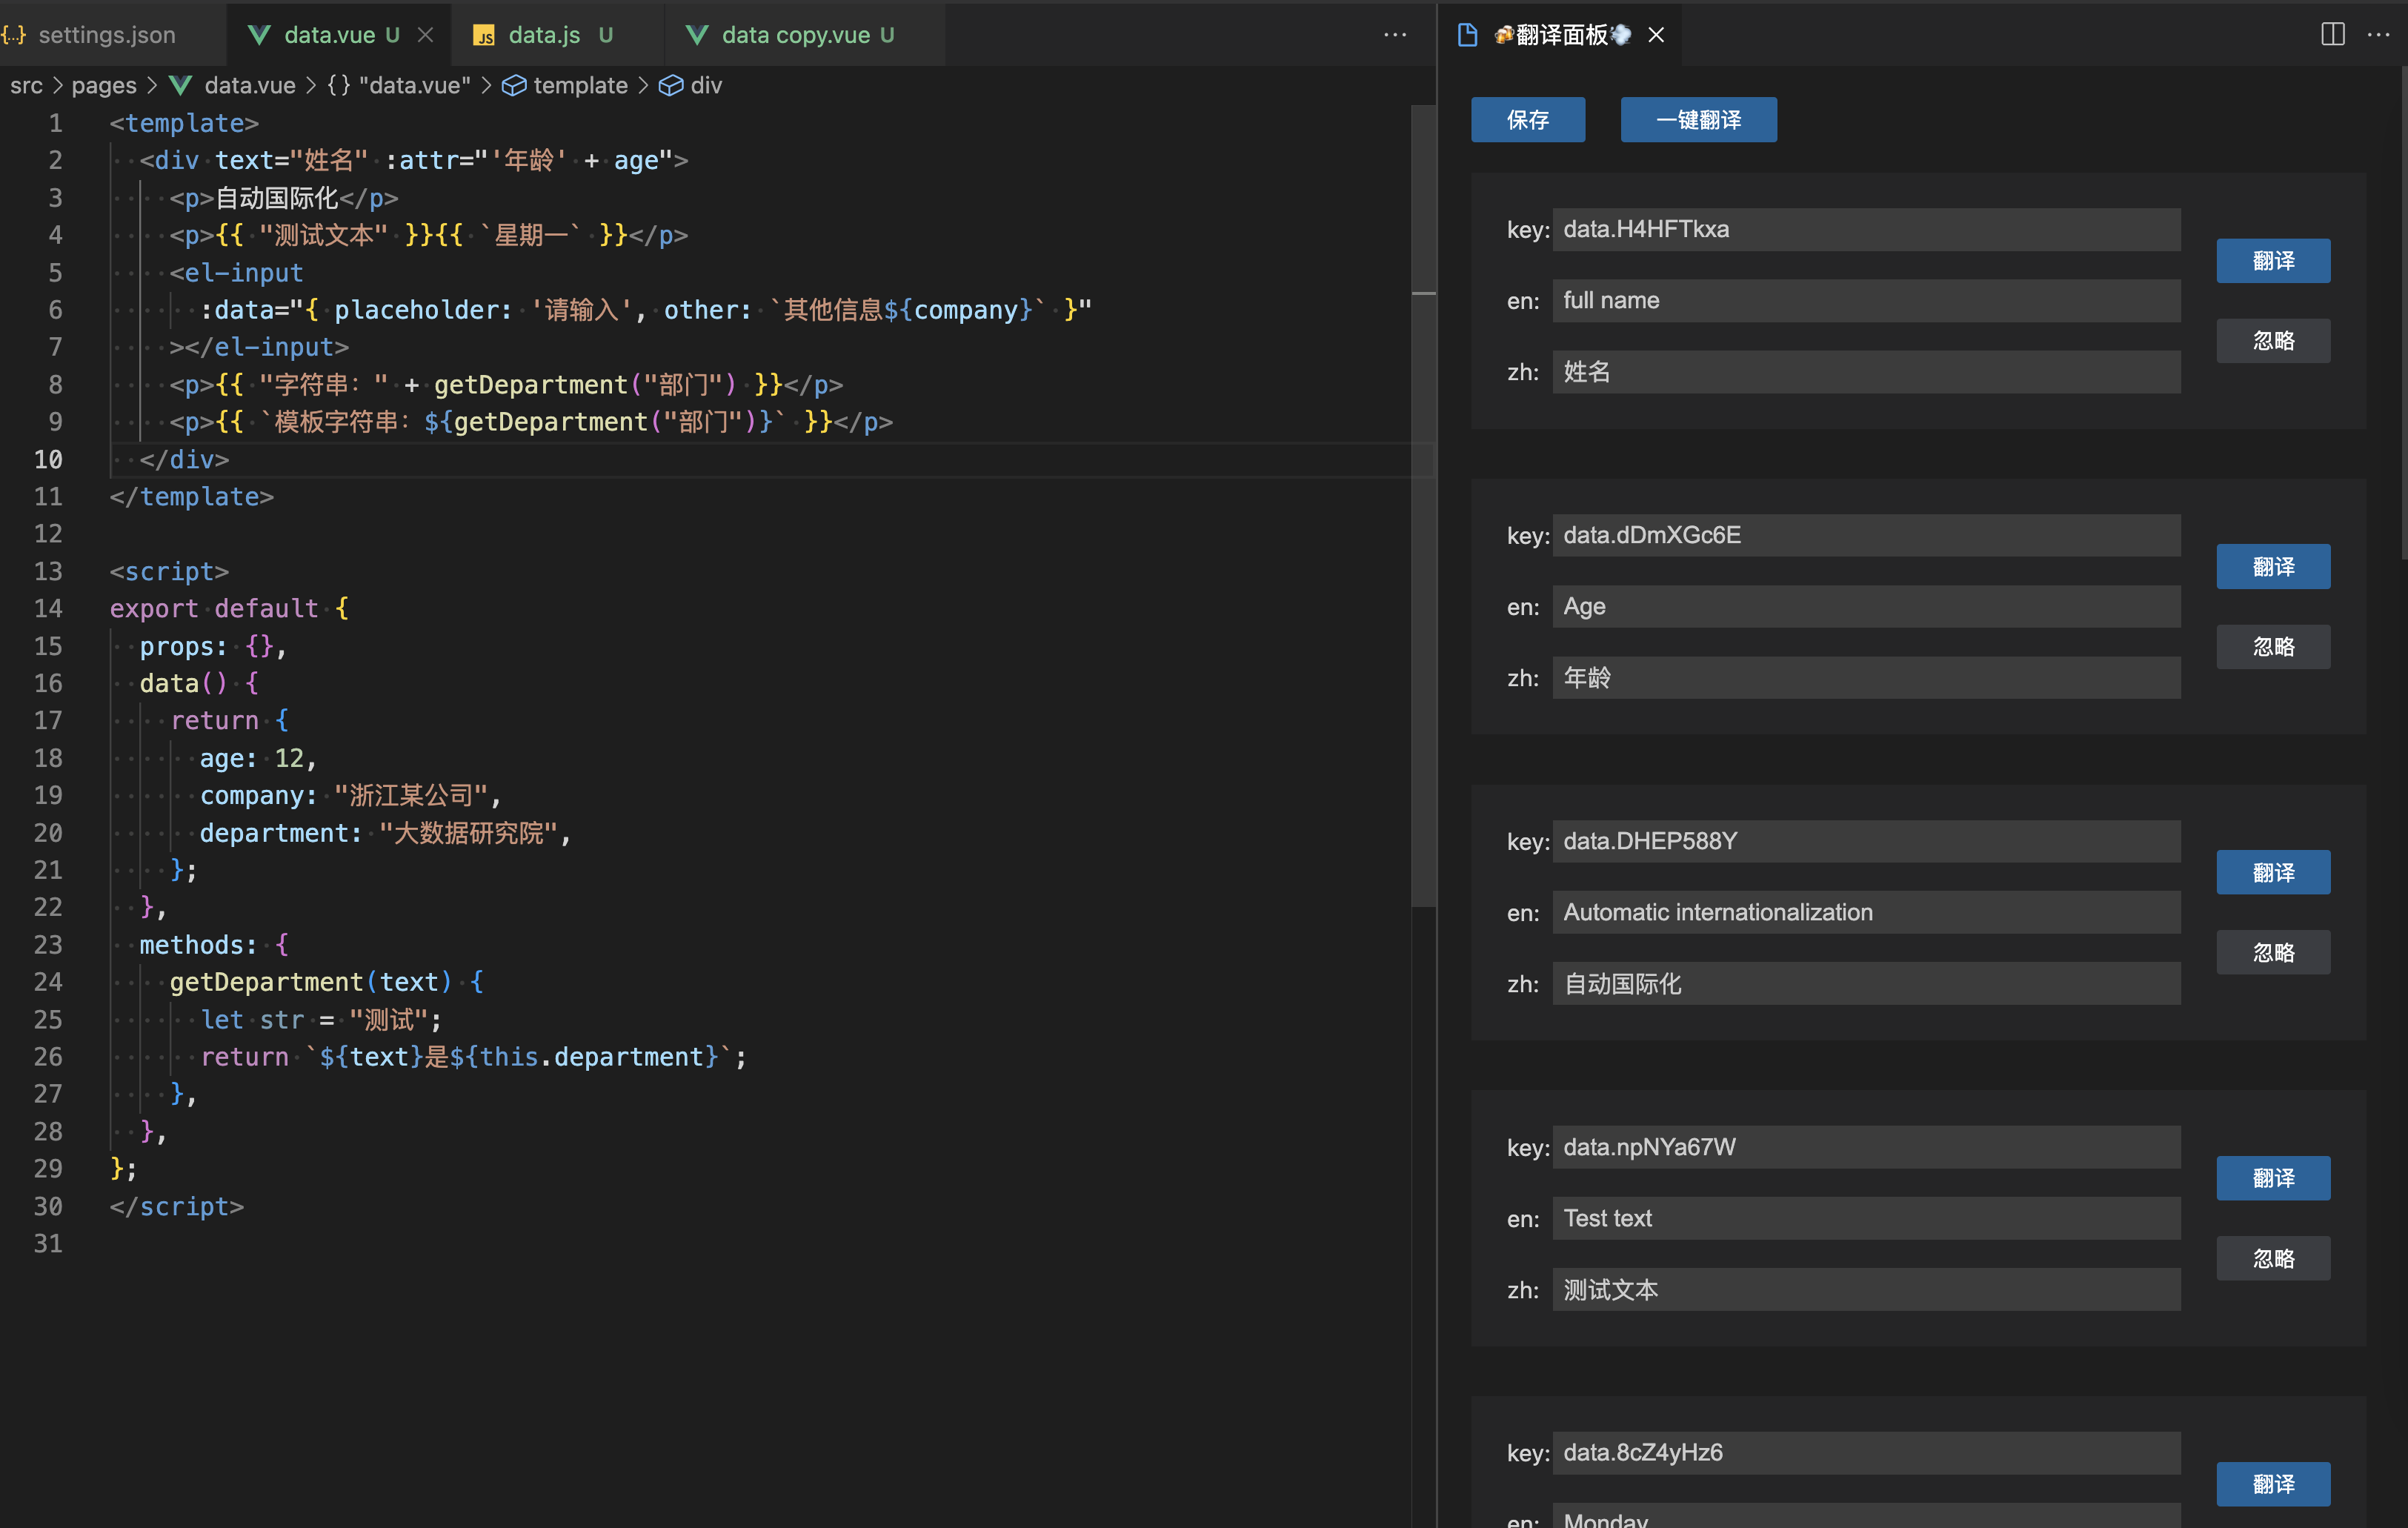 settings.json
data.vue U
data.js U
data copy.vue U
src > pages > data.vue > {} "data.vue" > template > div
1 <template>
2 <div text="姓名" :attr="'年龄' + age">
3 <p>自动国际化</p>
4 <p>{{ "测试文本" }}{{ `星期一` }}</p>
5 <el-input
6 :data="{ placeholder: '请输入', other: `其他信息${company}` }"
7 ></el-input>
8 <p>{{ "字符串：" + getDepartment("部门") }}</p>
9 <p>{{ `模板字符串：${getDepartment("部门")}` }}</p>
10 </div>
11 </template>
12
13 <script>
14 export default {
15 props: {},
16 data() {
17 return {
18 age: 12,
19 company: "浙江某公司",
20 department: "大数据研究院",
21 };
22 },
23 methods: {
24 getDepartment(text) {
25 let str = "测试";
26 return `${text}是${this.department}`;
27 },
28 },
29 };
30 </script>
31
翻译面板
保存 一键翻译
key: data.H4HFTkxa
翻译
en: full name
忽略
zh: 姓名
key: data.dDmXGc6E
翻译
en: Age
忽略
zh: 年龄
key: data.DHEP588Y
翻译
en: Automatic internationalization
忽略
zh: 自动国际化
key: data.npNYa67W
翻译
en: Test text
忽略
zh: 测试文本
key: data.8cZ4yHz6
翻译
en: Monday